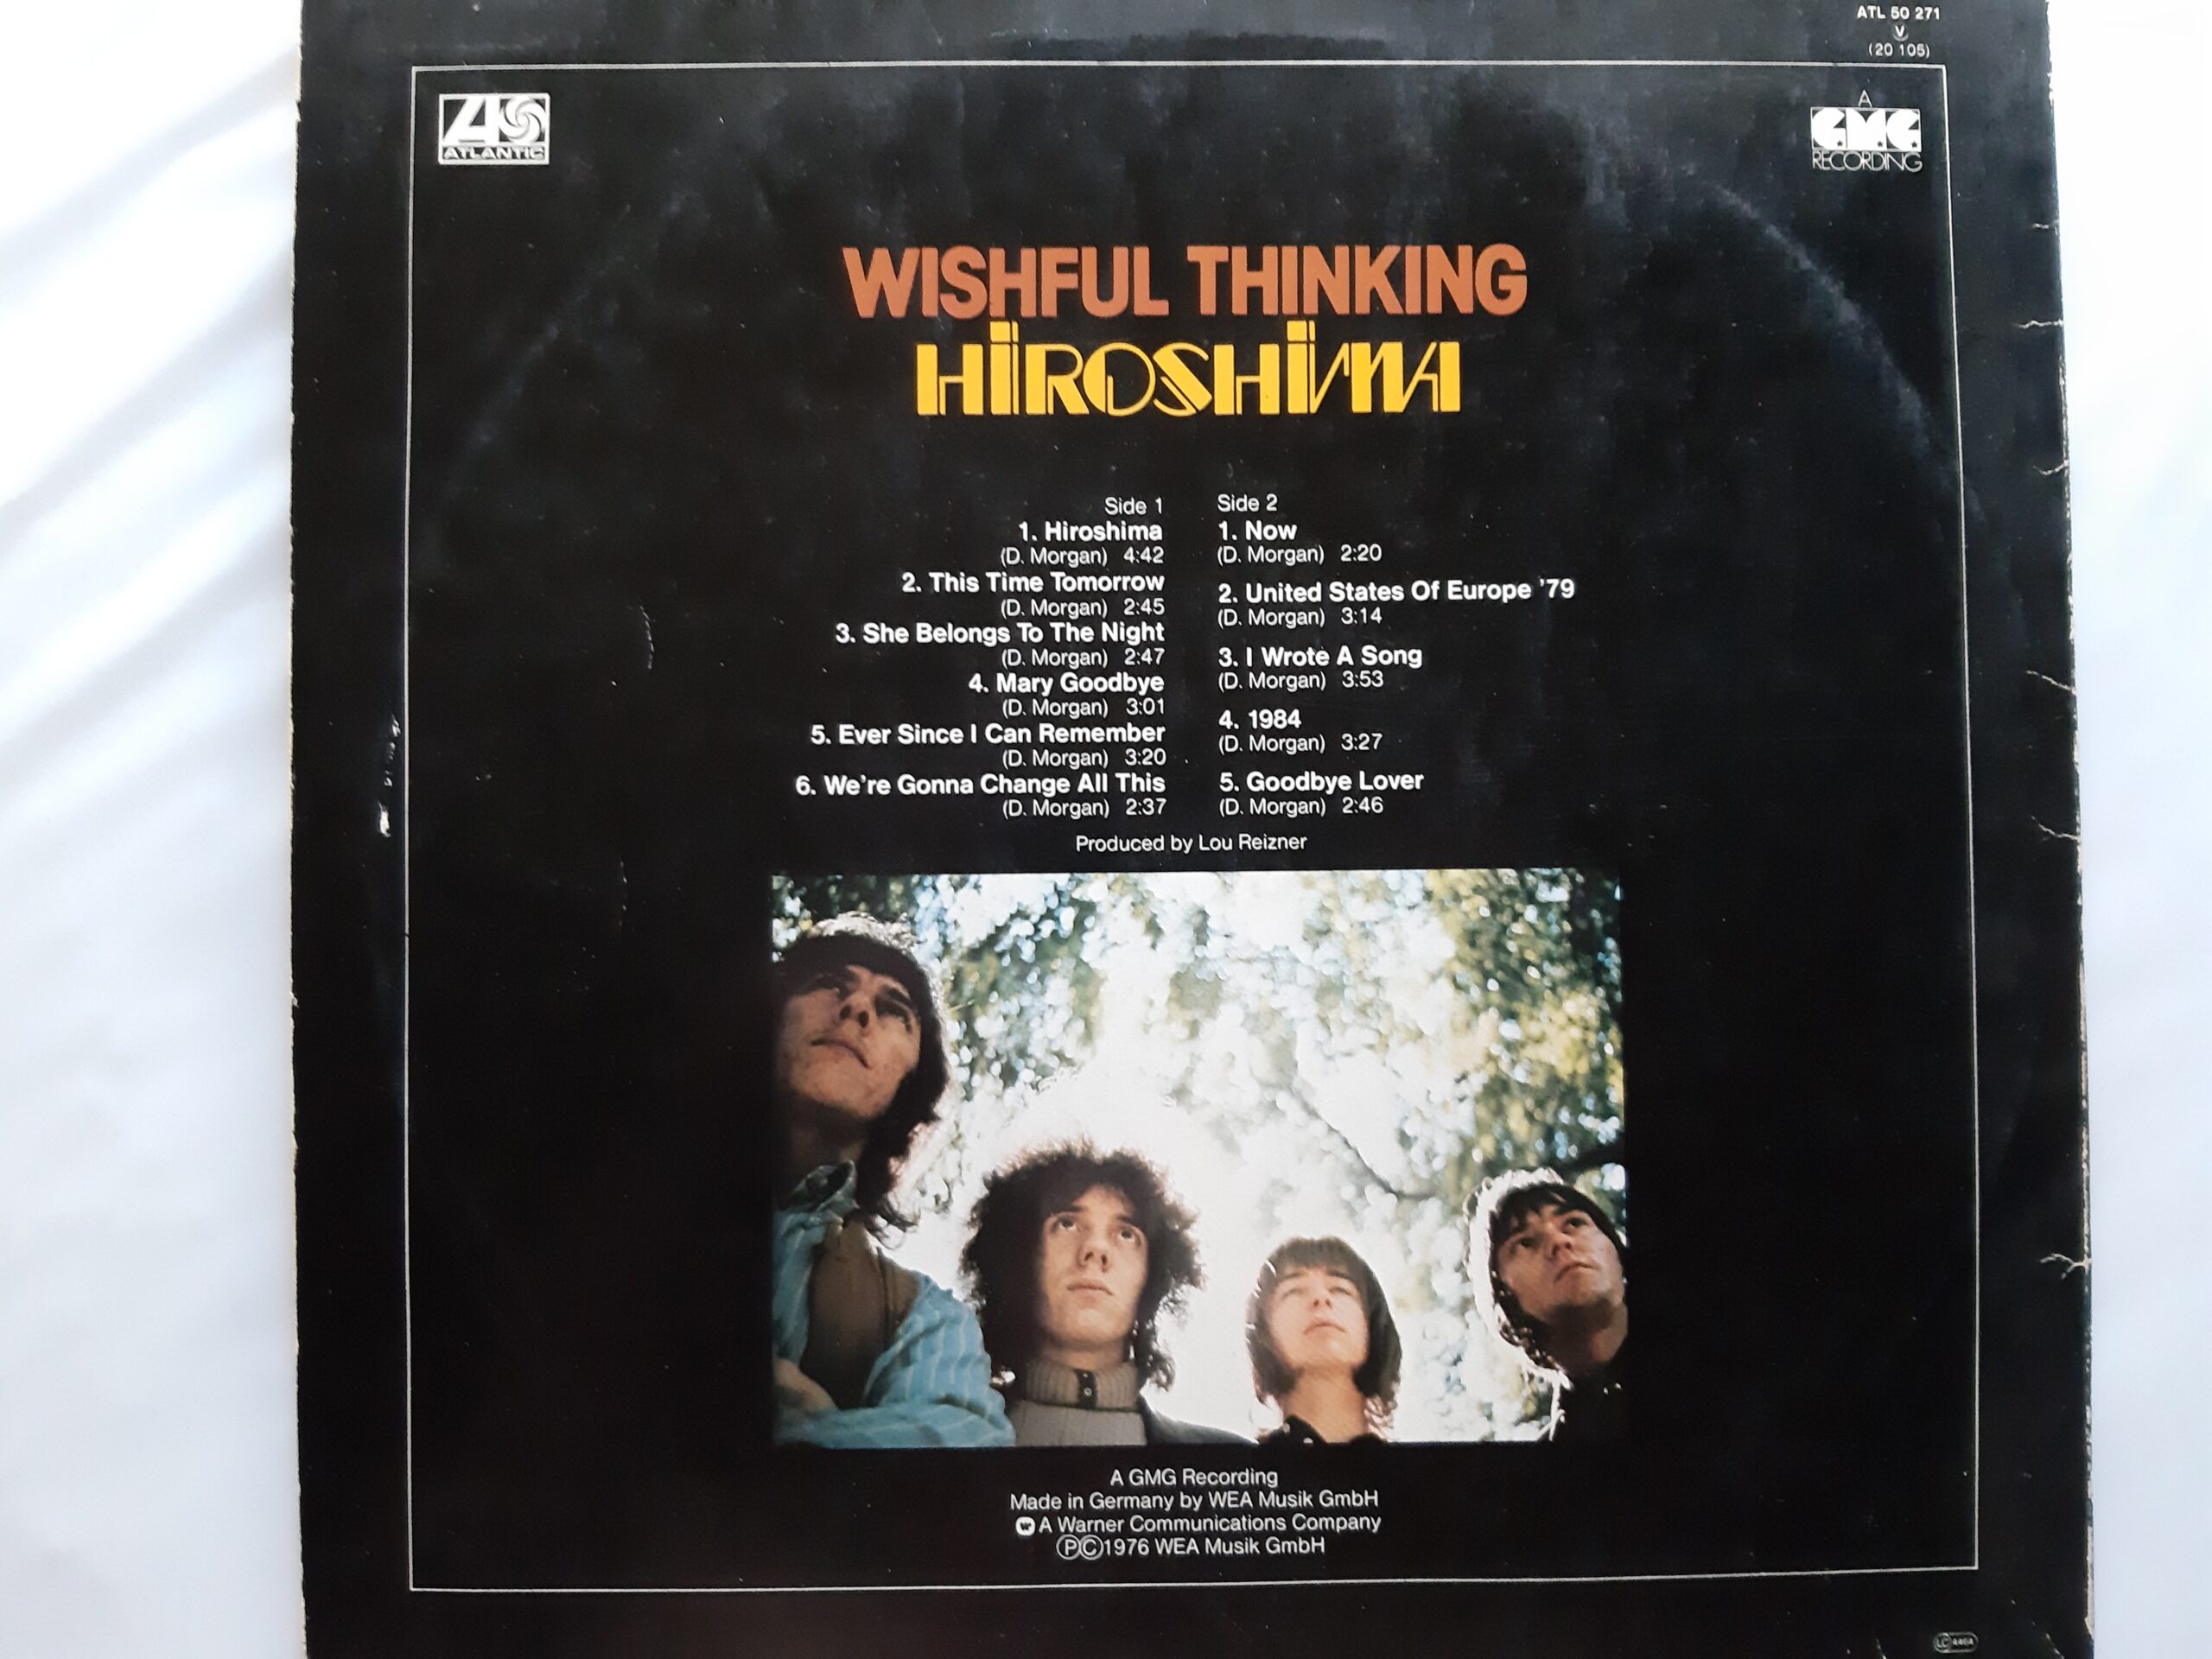 ATL 50 271
V
(20 105)
ATLANTIC
A
GMG
RECORDING
WISHFUL THINKING
HIROSHIMA
Side 1
1. Hiroshima
(D. Morgan) 4:42
2. This Time Tomorrow
(D. Morgan) 2:45
3. She Belongs To The Night
(D. Morgan) 2:47
4. Mary Goodbye
(D. Morgan) 3:01
5. Ever Since I Can Remember
(D. Morgan) 3:20
6. We're Gonna Change All This
(D. Morgan) 2:37
Side 2
1. Now
(D. Morgan) 2:20
2. United States Of Europe '79
(D. Morgan) 3:14
3. I Wrote A Song
(D. Morgan) 3:53
4. 1984
(D. Morgan) 3:27
5. Goodbye Lover
(D. Morgan) 2:46
Produced by Lou Reizner
A GMG Recording
Made in Germany by WEA Musik GmbH
A Warner Communications Company
ⓅⒸ1976 WEA Musik GmbH
LC